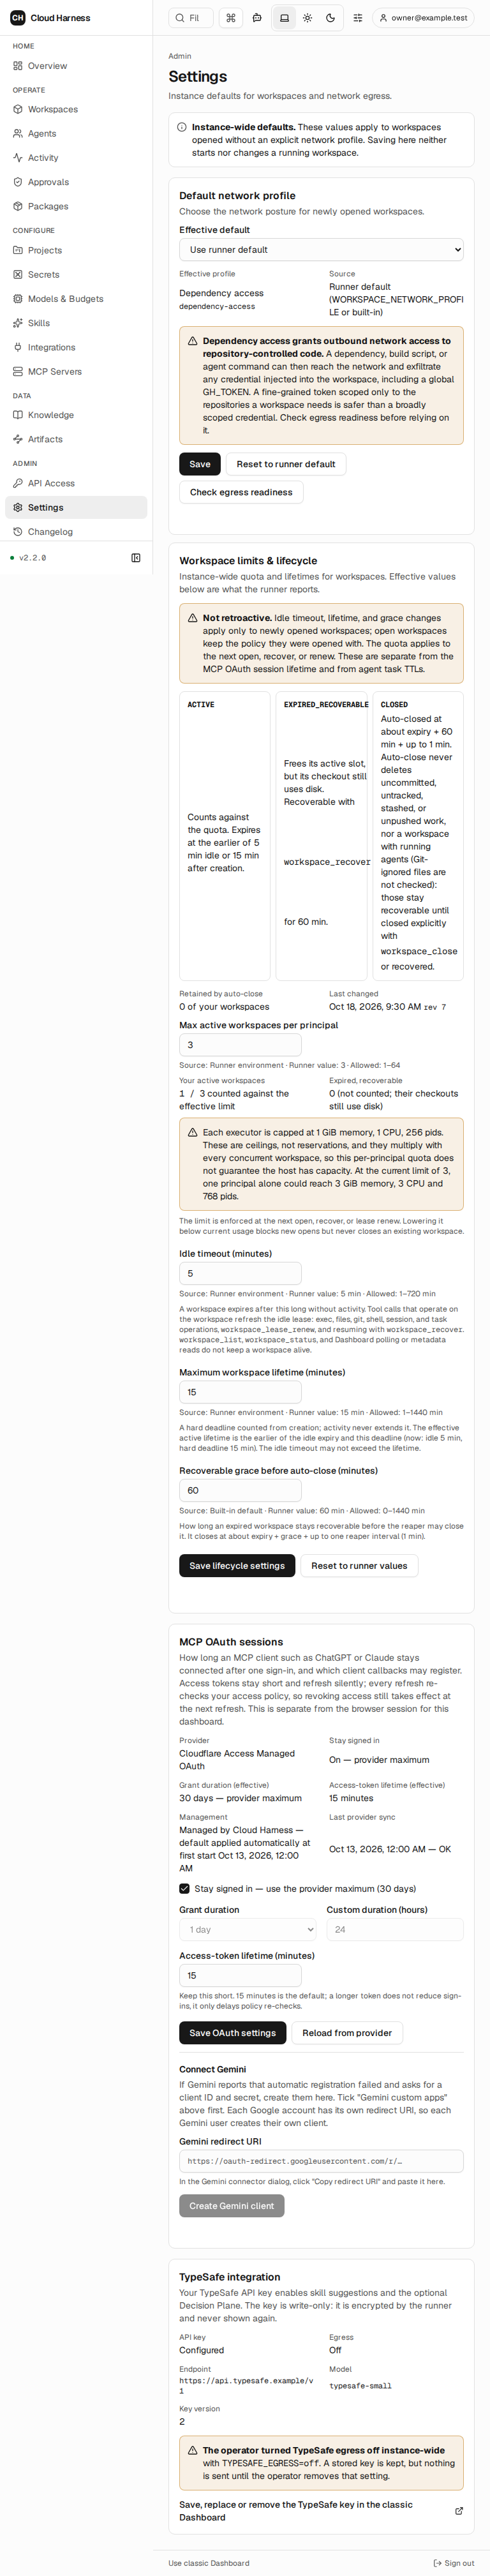 CH Cloud Harness
HOME
Overview
OPERATE
Workspaces
Agents
Activity
Approvals
Packages
CONFIGURE
Projects
Secrets
Models & Budgets
Skills
Integrations
MCP Servers
DATA
Knowledge
Artifacts
ADMIN
API Access
Settings
Changelog
v2.2.0
Fil
owner@example.test
Admin
Settings
Instance defaults for workspaces and network egress.
Instance-wide defaults. These values apply to workspaces
opened without an explicit network profile. Saving here neither
starts nor changes a running workspace.
Default network profile
Choose the network posture for newly opened workspaces.
Effective default
Use runner default
Effective profile
Dependency access
dependency-access
Source
Runner default
(WORKSPACE_NETWORK_PROFI
LE or built-in)
Dependency access grants outbound network access to
repository-controlled code. A dependency, build script, or
agent command can then reach the network and exfiltrate
any credential injected into the workspace, including a global
GH_TOKEN. A fine-grained token scoped only to the
repositories a workspace needs is safer than a broadly
scoped credential. Check egress readiness before relying on
it.
Save
Reset to runner default
Check egress readiness
Workspace limits & lifecycle
Instance-wide quota and lifetimes for workspaces. Effective values
below are what the runner reports.
Not retroactive. Idle timeout, lifetime, and grace changes
apply only to newly opened workspaces; open workspaces
keep the policy they were opened with. The quota applies to
the next open, recover, or renew. These are separate from the
MCP OAuth session lifetime and from agent task TTLs.
ACTIVE
Counts against
the quota. Expires
at the earlier of 5
min idle or 15 min
after creation.
EXPIRED_RECOVERABLE
Frees its active slot,
but its checkout still
uses disk.
Recoverable with
workspace_recover
for 60 min.
CLOSED
Auto-closed at
about expiry + 60
min + up to 1 min.
Auto-close never
deletes
uncommitted,
untracked,
stashed, or
unpushed work,
nor a workspace
with running
agents (Git-
ignored files are
not checked):
those stay
recoverable until
closed explicitly
with
workspace_close
or recovered.
Retained by auto-close
0 of your workspaces
Last changed
Oct 18, 2026, 9:30 AM rev 7
Max active workspaces per principal
3
Source: Runner environment · Runner value: 3 · Allowed: 1–64
Your active workspaces
1 / 3 counted against the
effective limit
Expired, recoverable
0 (not counted; their checkouts
still use disk)
Each executor is capped at 1 GiB memory, 1 CPU, 256 pids.
These are ceilings, not reservations, and they multiply with
every concurrent workspace, so this per-principal quota does
not guarantee the host has capacity. At the current limit of 3,
one principal alone could reach 3 GiB memory, 3 CPU and
768 pids.
The limit is enforced at the next open, recover, or lease renew. Lowering it
below current usage blocks new opens but never closes an existing workspace.
Idle timeout (minutes)
5
Source: Runner environment · Runner value: 5 min · Allowed: 1–720 min
A workspace expires after this long without activity. Tool calls that operate on
the workspace refresh the idle lease: exec, files, git, shell, session, and task
operations, workspace_lease_renew, and resuming with workspace_recover.
workspace_list, workspace_status, and Dashboard polling or metadata
reads do not keep a workspace alive.
Maximum workspace lifetime (minutes)
15
Source: Runner environment · Runner value: 15 min · Allowed: 1–1440 min
A hard deadline counted from creation; activity never extends it. The effective
active lifetime is the earlier of the idle expiry and this deadline (now: idle 5 min,
hard deadline 15 min). The idle timeout may not exceed the lifetime.
Recoverable grace before auto-close (minutes)
60
Source: Built-in default · Runner value: 60 min · Allowed: 0–1440 min
How long an expired workspace stays recoverable before the reaper may close
it. It closes at about expiry + grace + up to one reaper interval (1 min).
Save lifecycle settings
Reset to runner values
MCP OAuth sessions
How long an MCP client such as ChatGPT or Claude stays
connected after one sign-in, and which client callbacks may register.
Access tokens stay short and refresh silently; every refresh re-
checks your access policy, so revoking access still takes effect at
the next refresh. This is separate from the browser session for this
dashboard.
Provider
Cloudflare Access Managed
OAuth
Stay signed in
On — provider maximum
Grant duration (effective)
30 days — provider maximum
Access-token lifetime (effective)
15 minutes
Management
Managed by Cloud Harness —
default applied automatically at
first start Oct 13, 2026, 12:00
AM
Last provider sync
Oct 13, 2026, 12:00 AM — OK
Stay signed in — use the provider maximum (30 days)
Grant duration
1 day
Custom duration (hours)
24
Access-token lifetime (minutes)
15
Keep this short. 15 minutes is the default; a longer token does not reduce sign-
ins, it only delays policy re-checks.
Save OAuth settings
Reload from provider
Connect Gemini
If Gemini reports that automatic registration failed and asks for a
client ID and secret, create them here. Tick "Gemini custom apps"
above first. Each Google account has its own redirect URI, so each
Gemini user creates their own client.
Gemini redirect URI
https://oauth-redirect.googleusercontent.com/r/…
In the Gemini connector dialog, click "Copy redirect URI" and paste it here.
Create Gemini client
TypeSafe integration
Your TypeSafe API key enables skill suggestions and the optional
Decision Plane. The key is write-only: it is encrypted by the runner
and never shown again.
API key
Configured
Egress
Off
Endpoint
https://api.typesafe.example/v
1
Model
typesafe-small
Key version
2
The operator turned TypeSafe egress off instance-wide
with TYPESAFE_EGRESS=off. A stored key is kept, but nothing
is sent until the operator removes that setting.
Save, replace or remove the TypeSafe key in the classic
Dashboard
Use classic Dashboard
Sign out